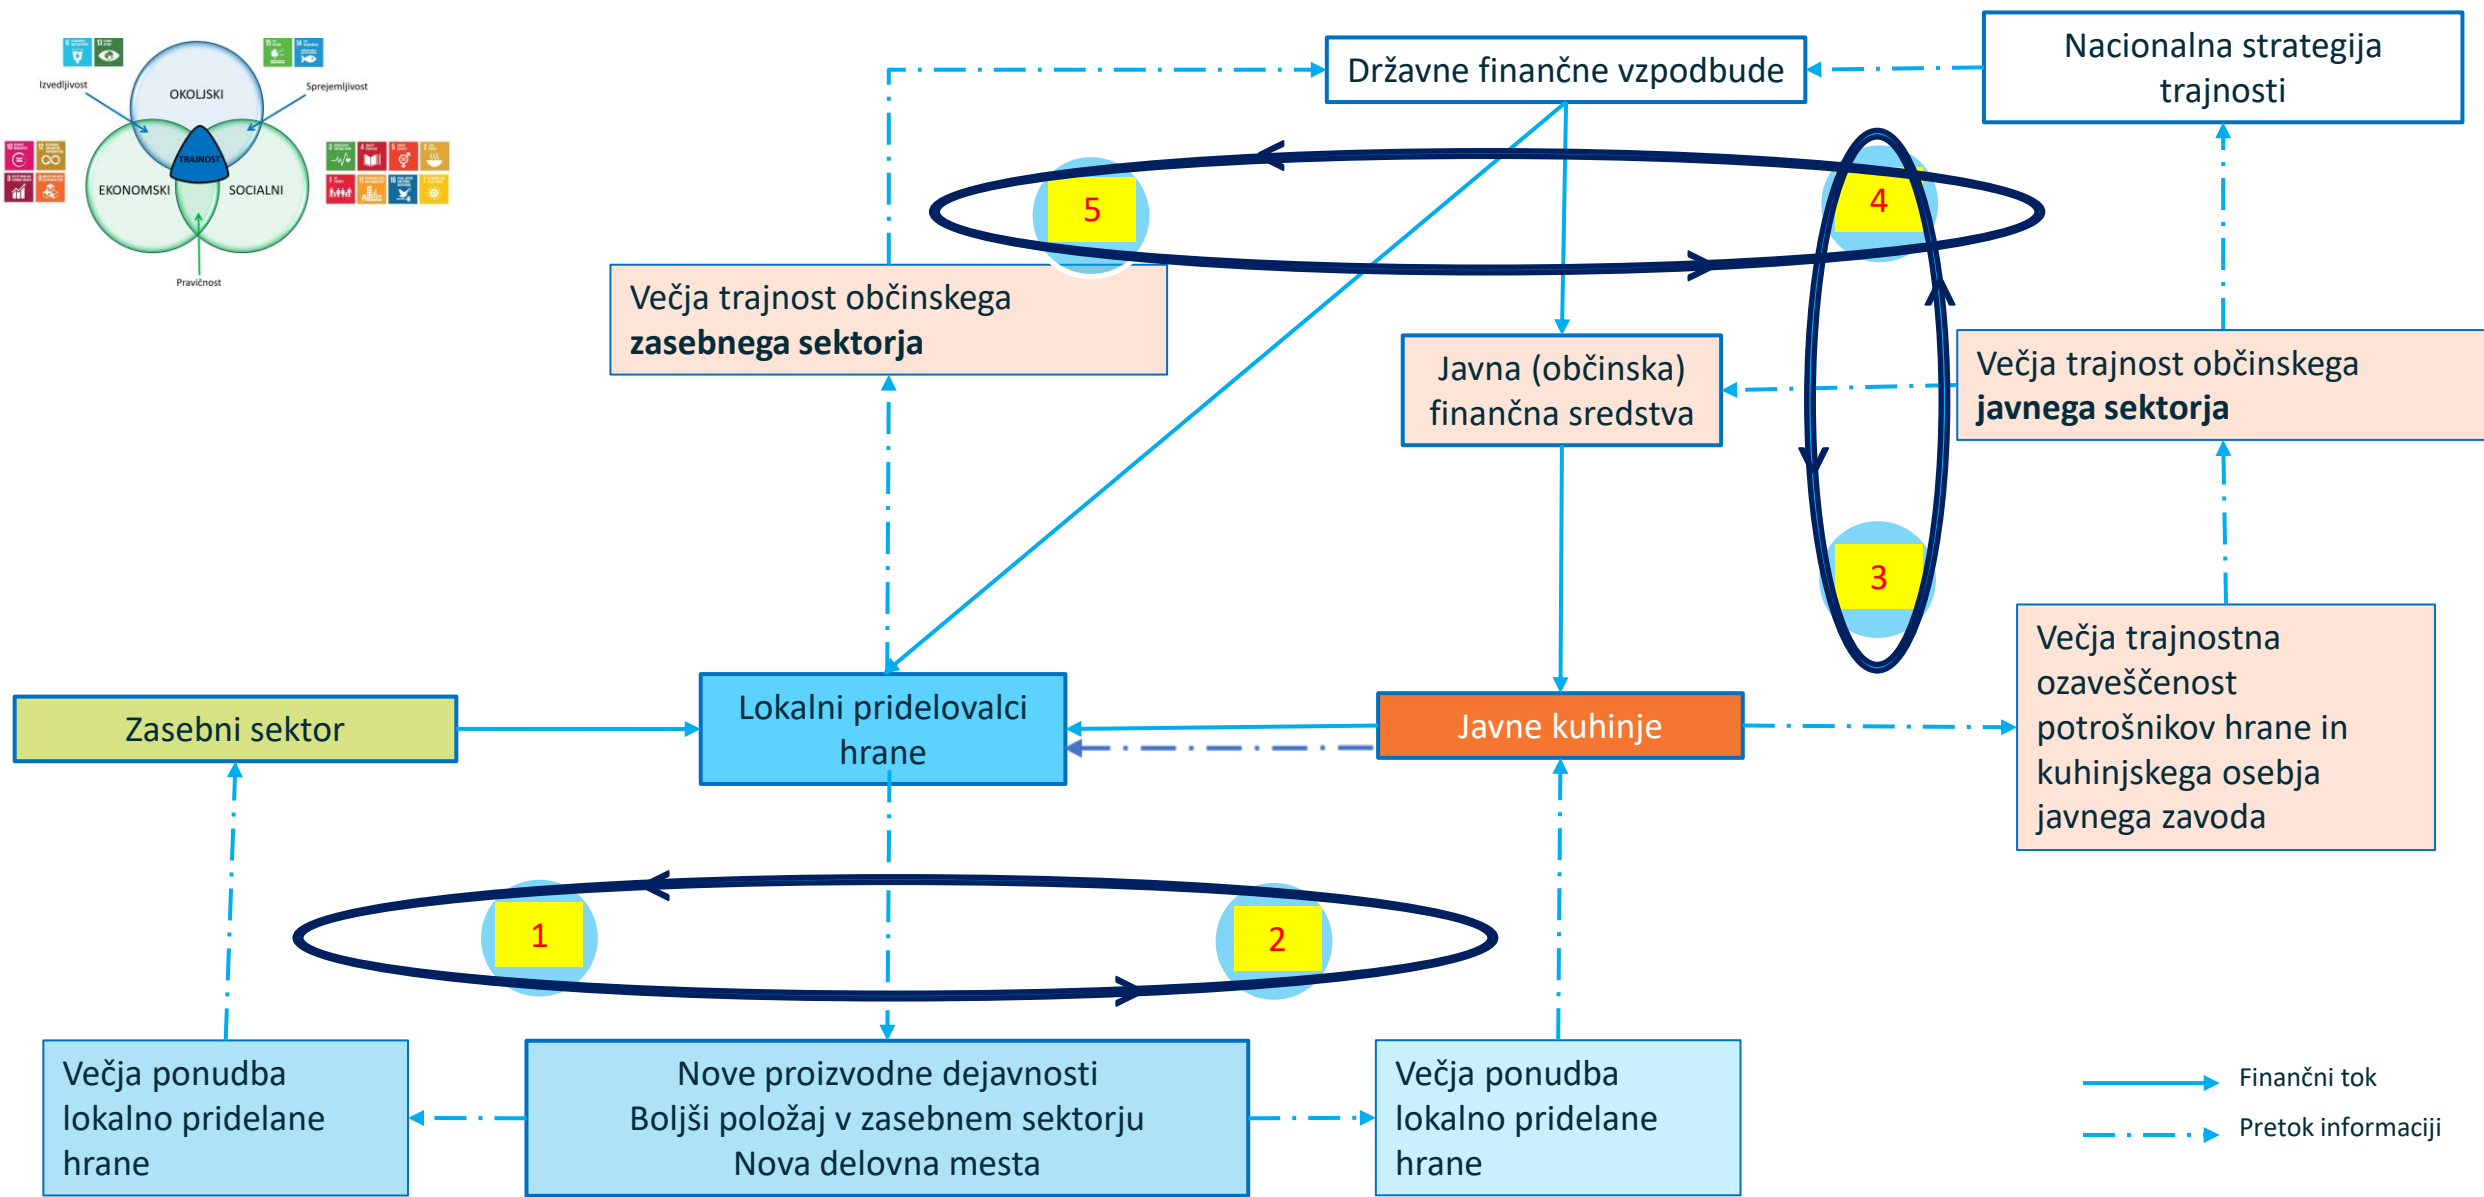 Izvedljivost
Sprejemljivost
OKOLJSKI
TRAJNOST
EKONOMSKI
SOCIALNI
Pravičnost
Državne finančne vzpodbude
Nacionalna strategija
trajnosti
5
4
Večja trajnost občinskega
zasebnega sektorja
Javna (občinska)
finančna sredstva
Večja trajnost občinskega
javnega sektorja
3
Večja trajnostna
ozaveščenost
potrošnikov hrane in
kuhinjskega osebja
javnega zavoda
Zasebni sektor
Lokalni pridelovalci
hrane
Javne kuhinje
1
2
Večja ponudba
lokalno pridelane
hrane
Nove proizvodne dejavnosti
Boljši položaj v zasebnem sektorju
Nova delovna mesta
Večja ponudba
lokalno pridelane
hrane
Finančni tok
Pretok informaciji